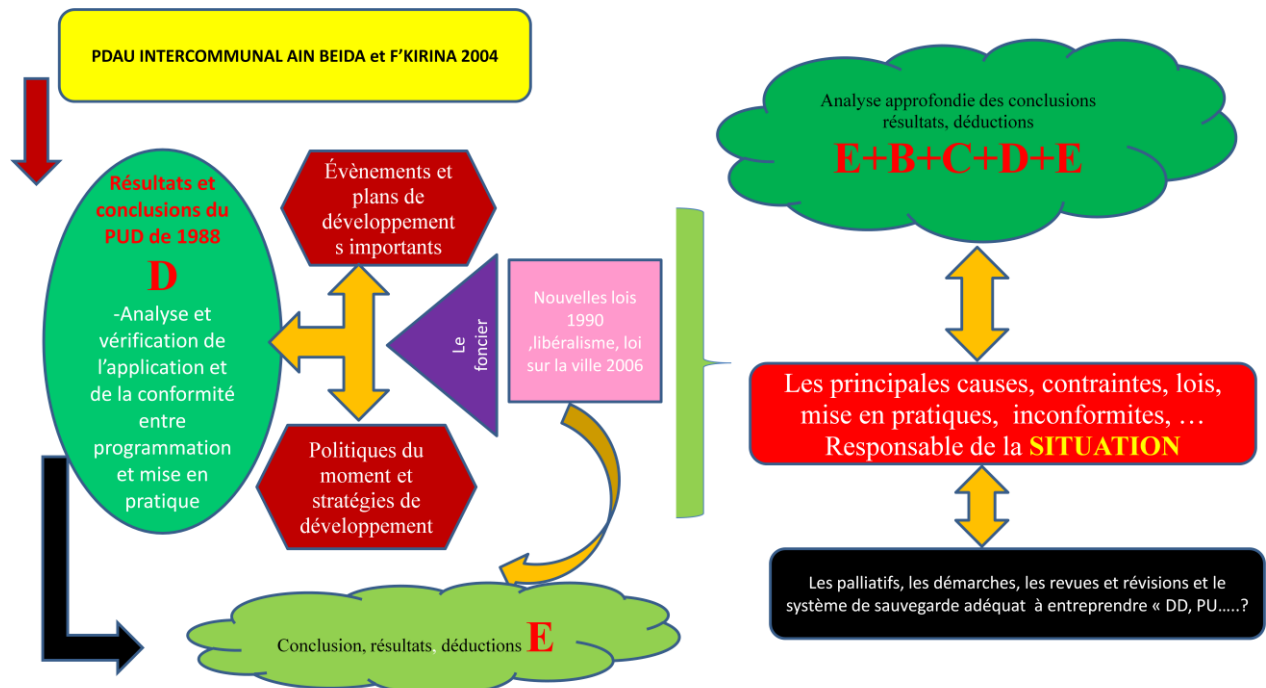 PDAU INTERCOMMUNAL AIN BEIDA et F’KIRINA 2004
Résultats et
conclusions du
PUD de 1988
D
-Analyse et
vérification de
l’application et
de la conformité
entre
programmation
et mise en
pratique
Évènements et
plans de
développement
s importants
Politiques du
moment et
stratégies de
développement
Le
foncier
Nouvelles lois
1990
,libéralisme, loi
sur la ville 2006
Conclusion, résultats, déductions E
Analyse approfondie des conclusions
résultats, déductions
E+B+C+D+E
Les principales causes, contraintes, lois,
mise en pratiques, inconformites, …
Responsable de la SITUATION
Les palliatifs, les démarches, les revues et révisions et le
système de sauvegarde adéquat à entreprendre « DD, PU…..?